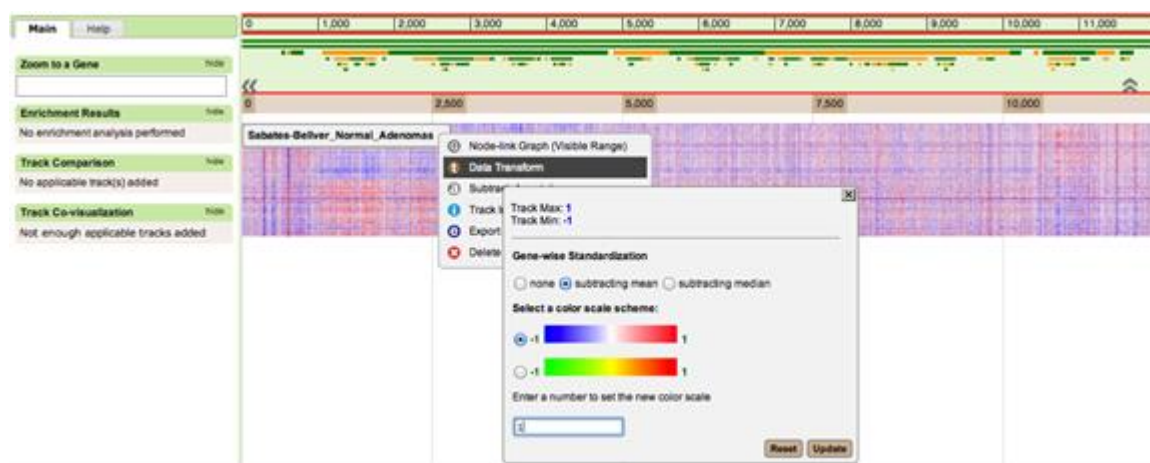 Main Help
0 1,000 2,000 3,000 4,000 5,000 6,000 7,000 8,000 9,000 10,000 11,000
Zoom to a Gene hide
Enrichment Results hide
No enrichment analysis performed
Track Comparison hide
No applicable track(s) added
Track Co-visualization hide
Not enough applicable tracks added
0 2,500 5,000 7,500 10,000
Sabates-Bellver_Normal_Adenomas
Node-link Graph (Visible Range)
Data Transform
Track
Export
Delete
Track Max: 1
Track Min: -1
Gene-wise Standardization
none subtracting mean subtracting median
Select a color scale scheme:
-1 1
-1 1
Enter a number to set the new color scale
1
Reset Update